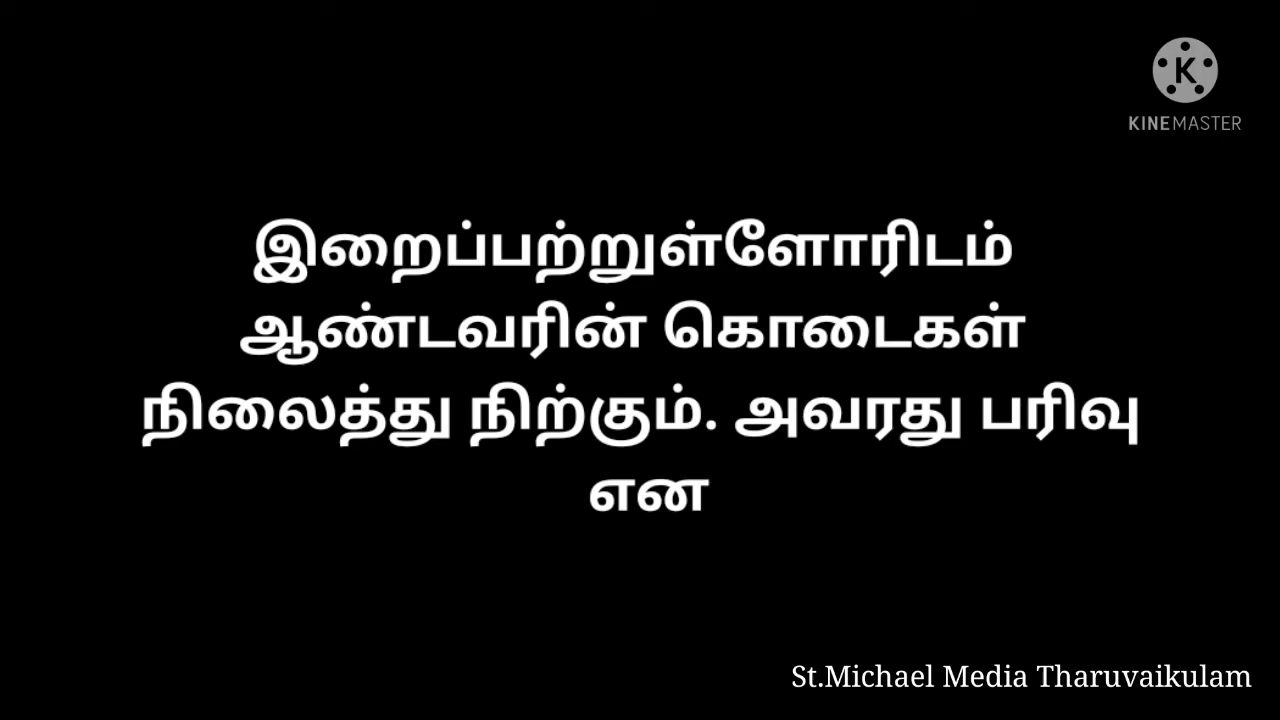 K
KINEMASTER
இறைப்பற்றுள்ளோரிடம்
ஆண்டவரின் கொடைகள்
நிலைத்து நிற்கும். அவரது பரிவு
என
St.Michael Media Tharuvaikulam